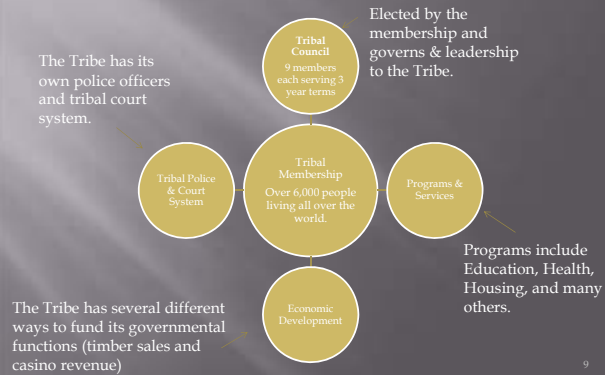 Elected by the
membership and
governs & leadership
to the Tribe.
Tribal
Council
9 members
each serving 3
year terms
The Tribe has its
own police officers
and tribal court
system.
Tribal Police
& Court
System
Tribal
Membership
Over 6,000 people
living all over the
world.
Programs &
Services
Programs include
Education, Health,
Housing, and many
others.
Economic
Development
The Tribe has several different
ways to fund its governmental
functions (timber sales and
casino revenue)
9